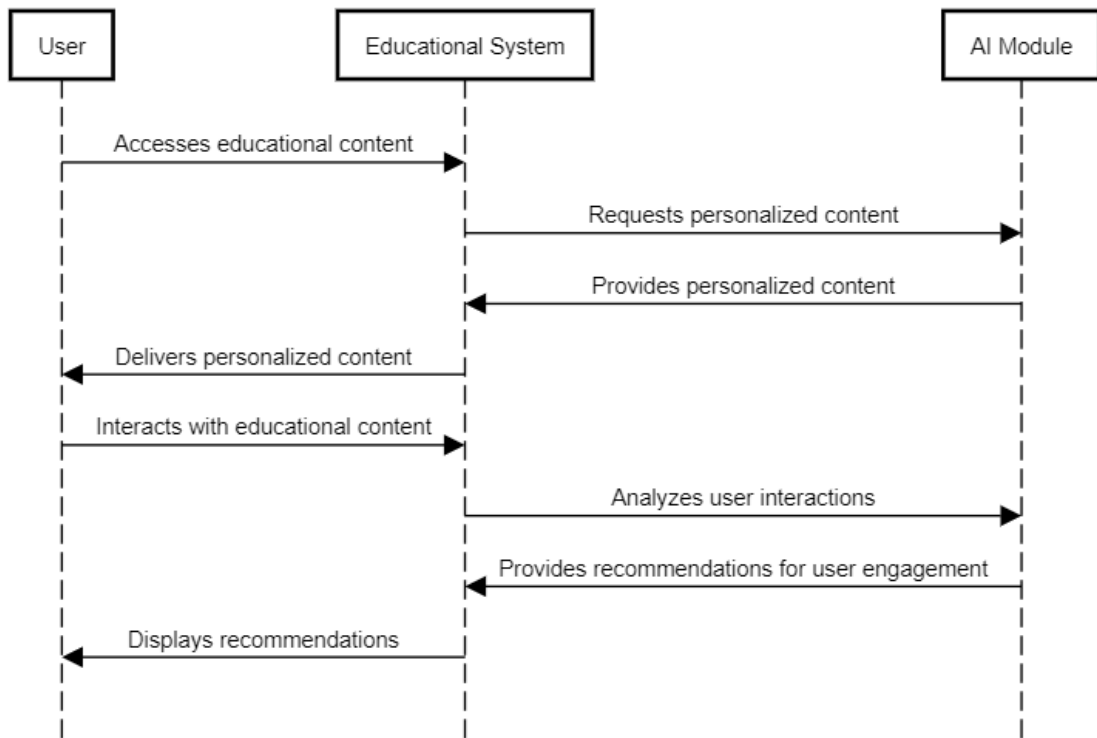 User
Educational System
AI Module
Accesses educational content
Requests personalized content
Provides personalized content
Delivers personalized content
Interacts with educational content
Analyzes user interactions
Provides recommendations for user engagement
Displays recommendations